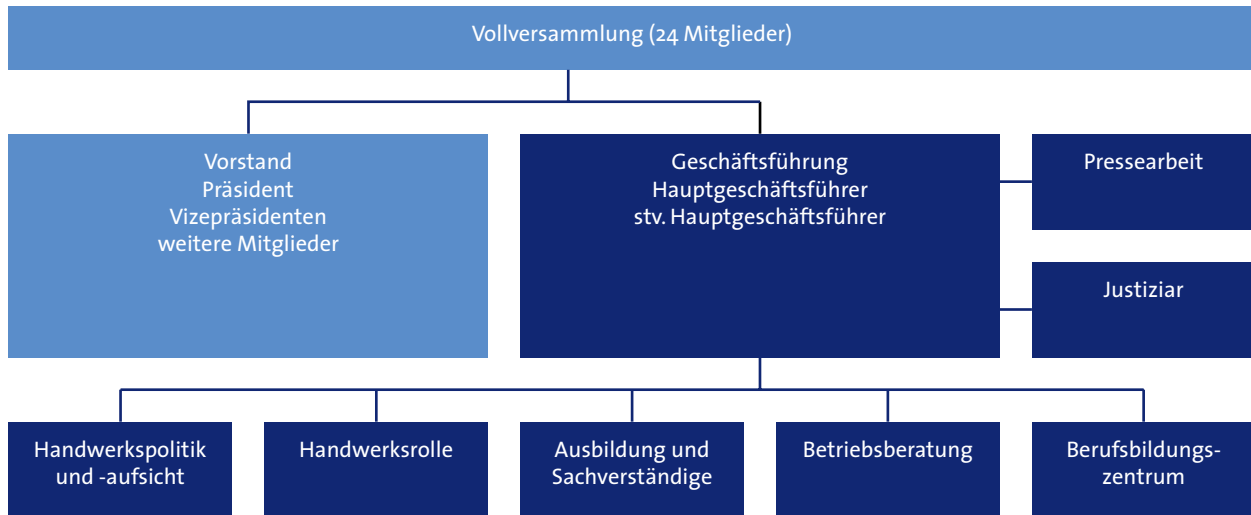 Vollversammlung (24 Mitglieder)
Vorstand
Präsident
Vizepräsidenten
weitere Mitglieder
Geschäftsführung
Hauptgeschäftsführer
stv. Hauptgeschäftsführer
Pressearbeit
Justiziar
Handwerkspolitik
und -aufsicht
Handwerksrolle
Ausbildung und
Sachverständige
Betriebsberatung
Berufsbildungs-
zentrum